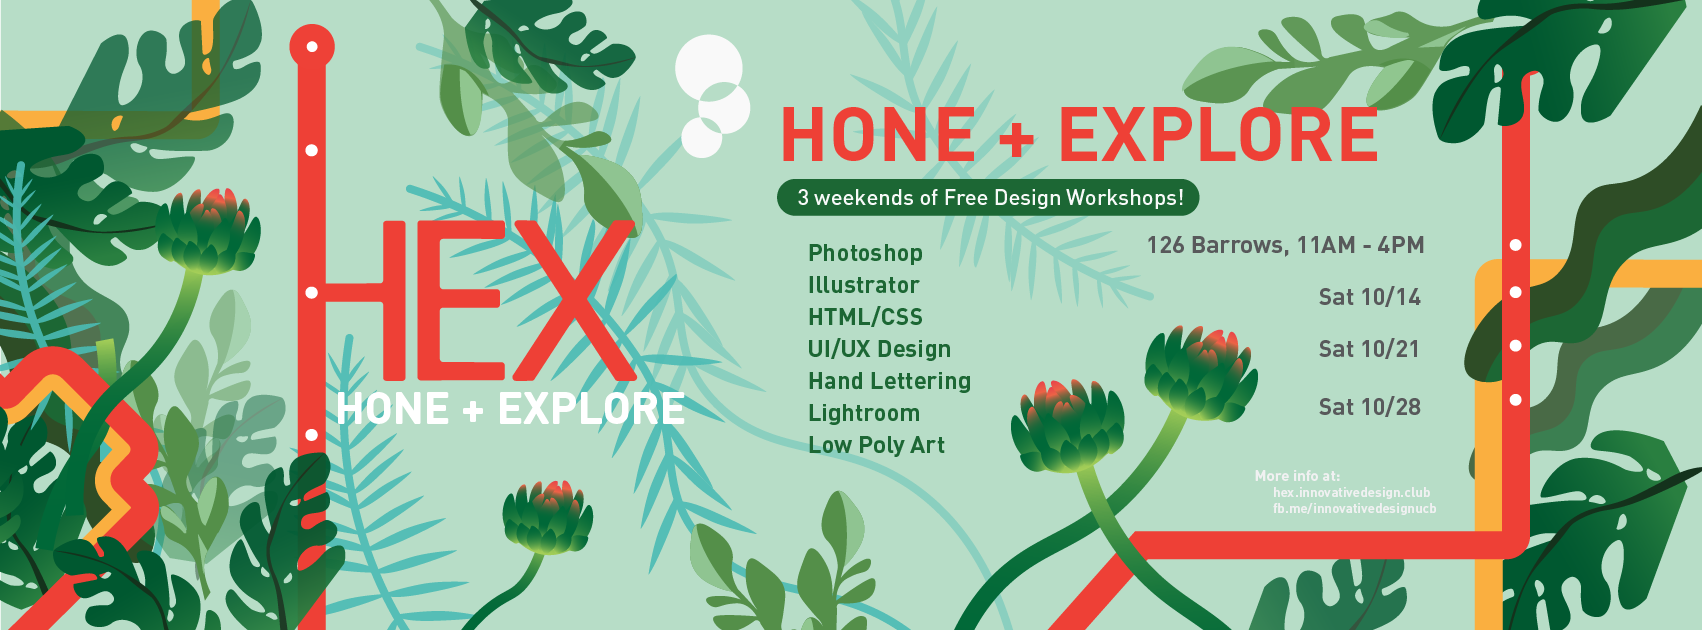 HEX
HONE + EXPLORE
HONE + EXPLORE
3 weekends of Free Design Workshops!
Photoshop
Illustrator
HTML/CSS
UI/UX Design
Hand Lettering
Lightroom
Low Poly Art
126 Barrows, 11AM - 4PM
Sat 10/14
Sat 10/21
Sat 10/28
More info at:
hex.innovativedesign.club
fb.me/innovativedesignucb